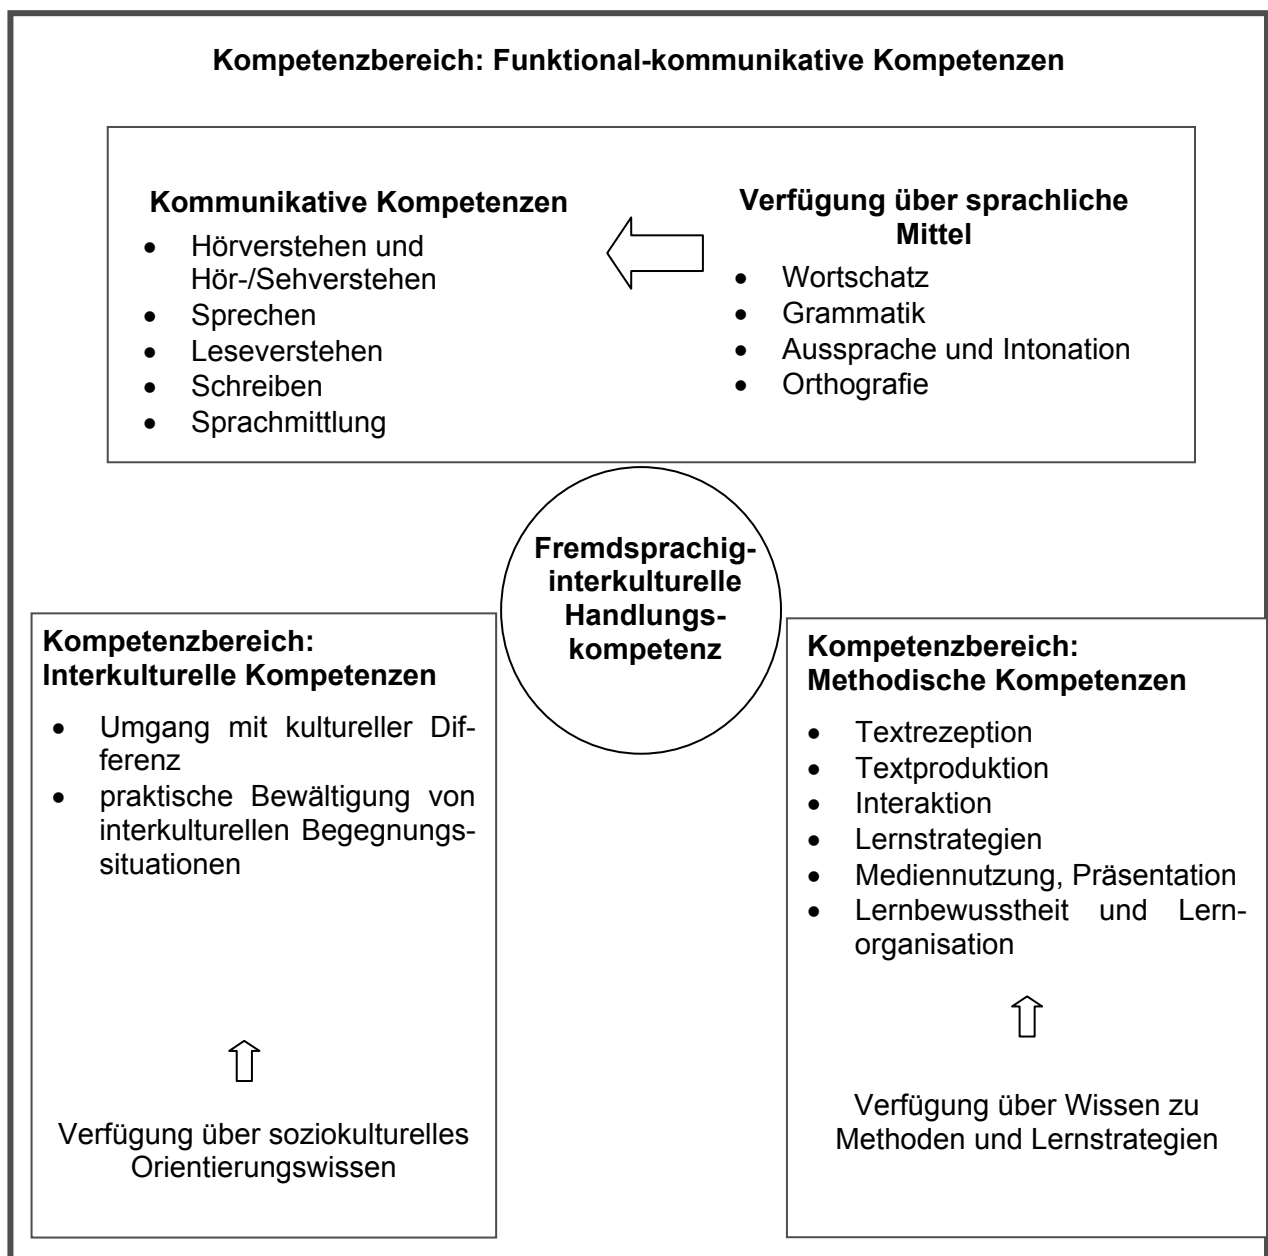 Kompetenzbereich: Funktional-kommunikative Kompetenzen
Kommunikative Kompetenzen
• Hörverstehen und
Hör-/Sehverstehen
• Sprechen
• Leseverstehen
• Schreiben
• Sprachmittlung
Verfügung über sprachliche
Mittel
• Wortschatz
• Grammatik
• Aussprache und Intonation
• Orthografie
Fremdsprachig-
interkulturelle
Handlungs-
kompetenz
Kompetenzbereich:
Interkulturelle Kompetenzen
• Umgang mit kultureller Dif-
ferenz
• praktische Bewältigung von
interkulturellen Begegnungs-
situationen
Verfügung über soziokulturelles
Orientierungswissen
Kompetenzbereich:
Methodische Kompetenzen
• Textrezeption
• Textproduktion
• Interaktion
• Lernstrategien
• Mediennutzung, Präsentation
• Lernbewusstheit und Lern-
organisation
Verfügung über Wissen zu
Methoden und Lernstrategien